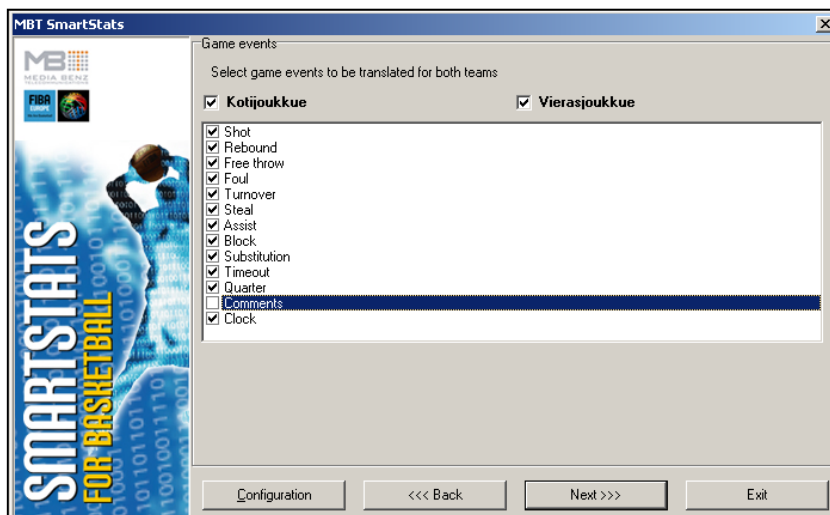 MBT SmartStats
Game events
MB
MEDIA BENZ
TELECOMMUNICATIONS
FIBA
EUROPE
Select game events to be translated for both teams
Kotijoukkue
Vierasjoukkue
Shot
Rebound
Free throw
Foul
Turnover
Steal
Assist
Block
Substitution
Timeout
Quarter
Comments
Clock
SMARTSTATS
FOR BASKETBALL
Configuration
<<< Back
Next >>>
Exit